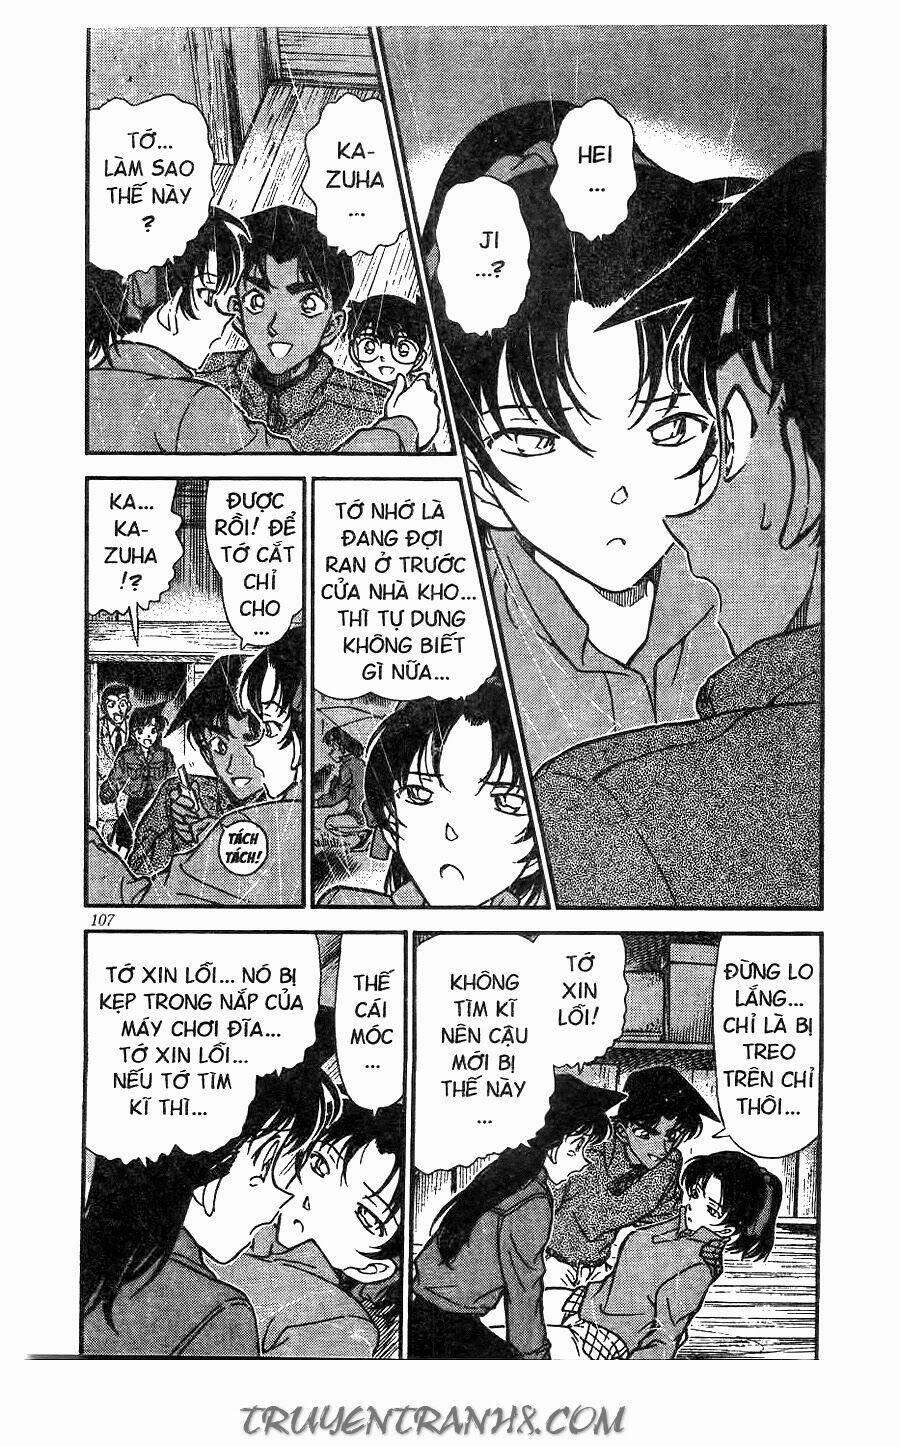 HEI
...
JI
...?
KA-
ZUHA
...
TỚ...
LÀM SAO
THẾ NÀY
?
TỚ NHỚ LÀ
ĐANG ĐỢI
RAN Ở TRƯỚC
CỬA NHÀ KHO...
THÌ TỰ DUNG
KHÔNG BIẾT
GÌ NỮA...
ĐƯỢC
RỒI! ĐỂ
TỚ CẮT
CHỈ
CHO
...
KA...
KA-
ZUHA
!?
TÁCH
TÁCH!
107
ĐỪNG LO
LẮNG...
CHỈ LÀ BỊ
TREO
TRÊN CHỈ
THÔI...
TỚ
XIN
LỖI!
KHÔNG
TÌM KĨ
NÊN CẬU
MỚI BỊ
THẾ NÀY
...
THẾ
CÁI
MÓC
...
TỚ XIN LỖI... NÓ BỊ
KẸP TRONG NẮP CỦA
MÁY CHƠI ĐĨA...
TỚ XIN LỖI...
NẾU TỚ TÌM
KĨ THÌ...
TRUYENTRANH8.COM